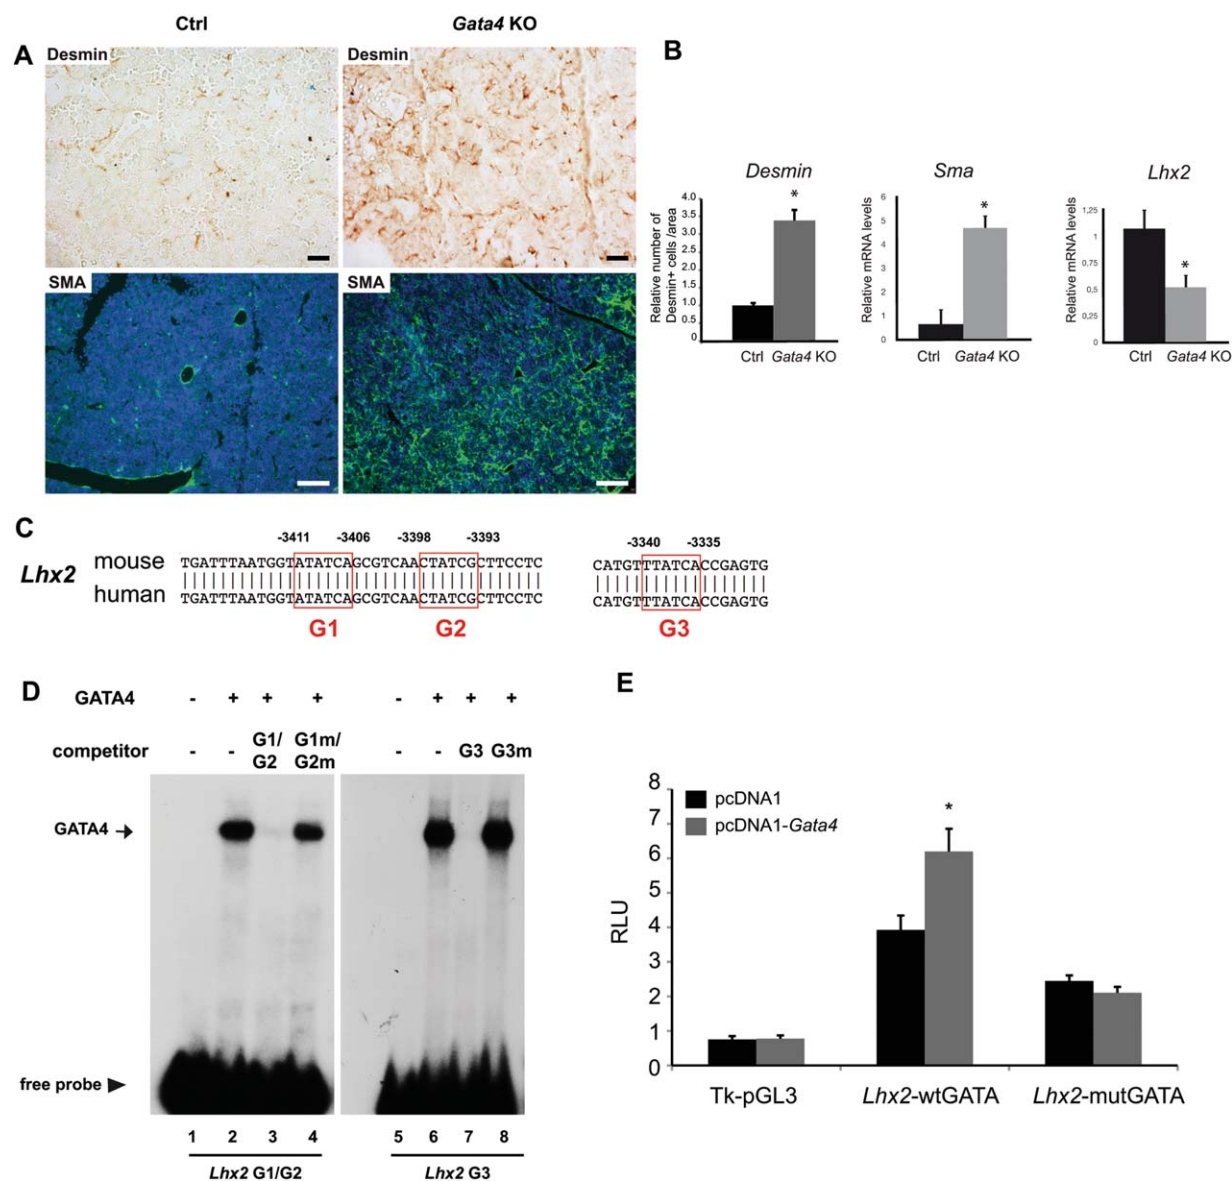 Ctrl
Gata4 KO
A
Desmin
Desmin
SMA
SMA
B
Desmin
Relative number of
Desmin+ cells /area
4.0
3.5
3.0
2.5
2.0
1.5
1.0
0.5
0.0
*
Ctrl Gata4 KO
Sma
Relative mRNA levels
6
5
4
3
2
1
0
*
Ctrl Gata4 KO
Lhx2
Relative mRNA levels
1,25
1
0,75
0,5
0,25
0
*
Ctrl Gata4 KO
C
-3411 -3406 -3398 -3393
-3340 -3335
Lhx2
mouse TGATTTAATGGTATATCAGCGTCAACTATCGCTTCCTC CATGTTTATCACCGAGTG
human TGATTTAATGGTATATCAGCGTCAACTATCGCTTCCTC CATGTTTATCACCGAGTG
G1 G2 G3
D
GATA4 - + + + - + + +
competitor - - G1/ G2 G1m/ G2m - - G3 G3m
GATA4
free probe
1 2 3 4 5 6 7 8
Lhx2 G1/G2 Lhx2 G3
E
RLU
8
7
6
5
4
3
2
1
0
pcDNA1
pcDNA1-Gata4
*
Tk-pGL3 Lhx2-wtGATA Lhx2-mutGATA